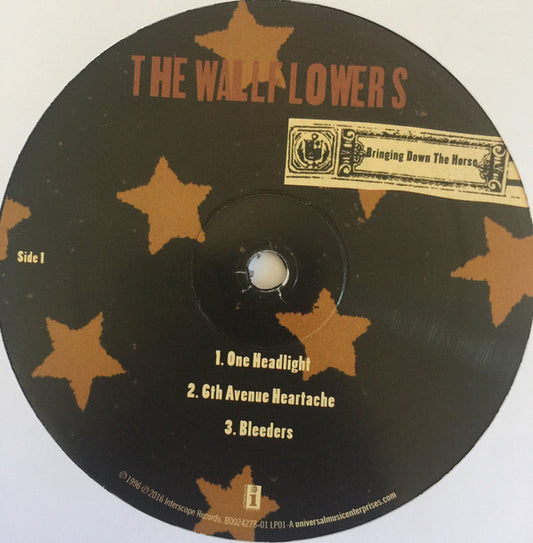 THE WALLFLOWERS
Bringing Down The Horse
Side 1
1. One Headlight
2. 6th Avenue Heartache
3. Bleeders
i
℗ 1996 ℗ 2016 Interscope Records. B0024278-01 LP01-A universalmusicenterprises.com